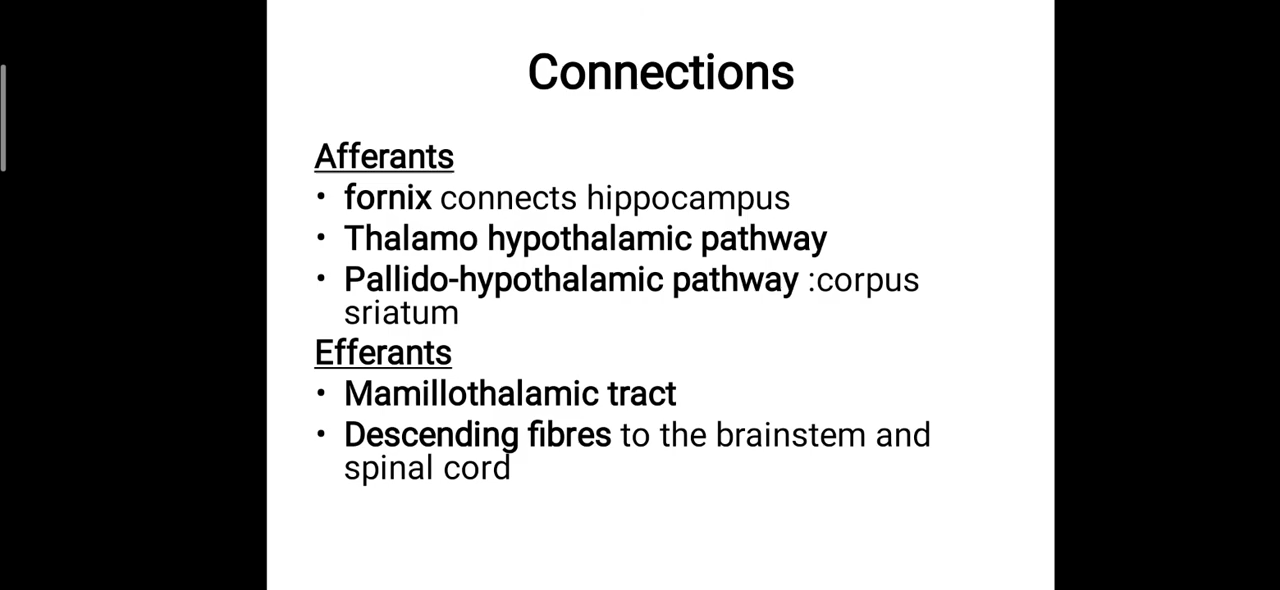 Connections
Afferants
• fornix connects hippocampus
• Thalamo hypothalamic pathway
• Pallido-hypothalamic pathway :corpus
sriatum
Efferants
• Mamillothalamic tract
• Descending fibres to the brainstem and
spinal cord